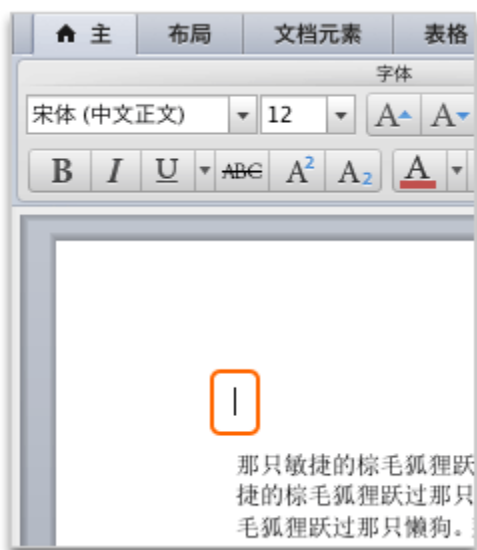 主 布局 文档元素 表格
字体
宋体 (中文正文) 12 A A
B I U ABC A2 A2 A
那只敏捷的棕毛狐狸跃
捷的棕毛狐狸跃过那只
毛狐狸跃过那只懒狗。